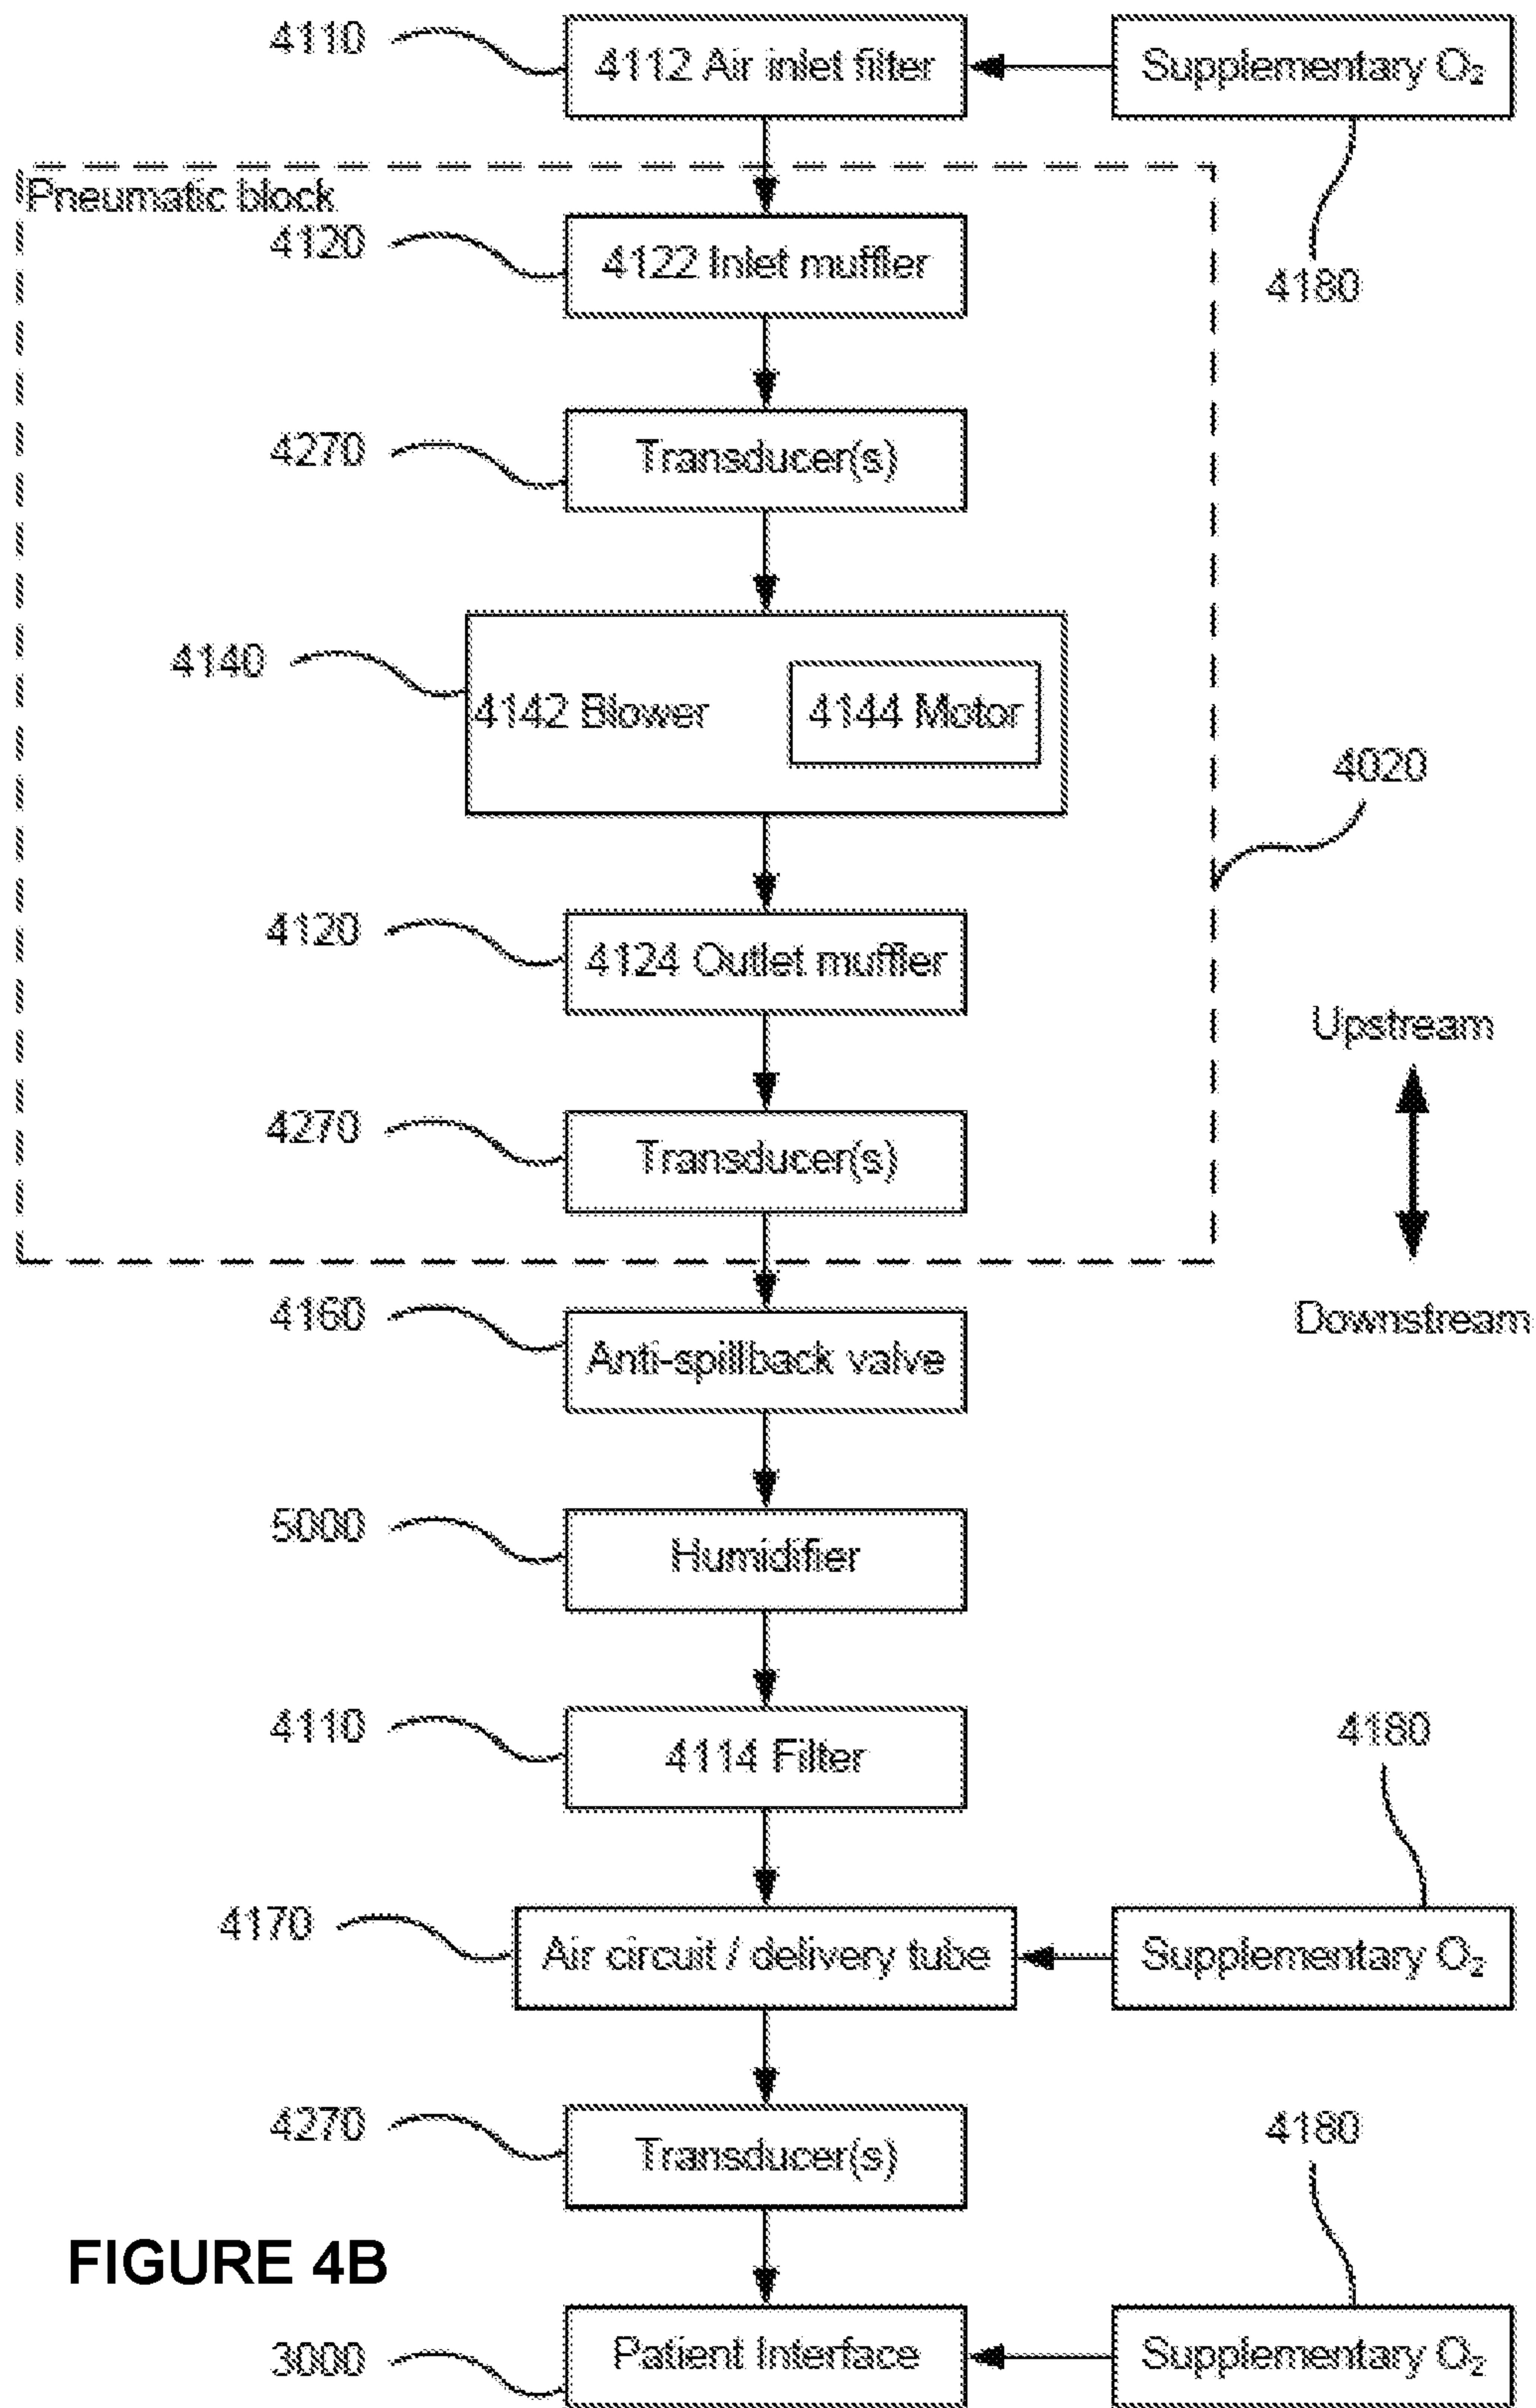 4110
4112 Air inlet filter
Supplementary O₂
4180
Pneumatic block
4120
4122 Inlet muffler
4270
Transducer(s)
4140
4142 Blower
4144 Motor
4020
4120
4124 Outlet muffler
Upstream
4270
Transducer(s)
Downstream
4160
Anti-spillback valve
5000
Humidifier
4110
4114 Filter
4180
4170
Air circuit / delivery tube
Supplementary O₂
4270
Transducer(s)
4180
FIGURE 4B
3000
Patient Interface
Supplementary O₂